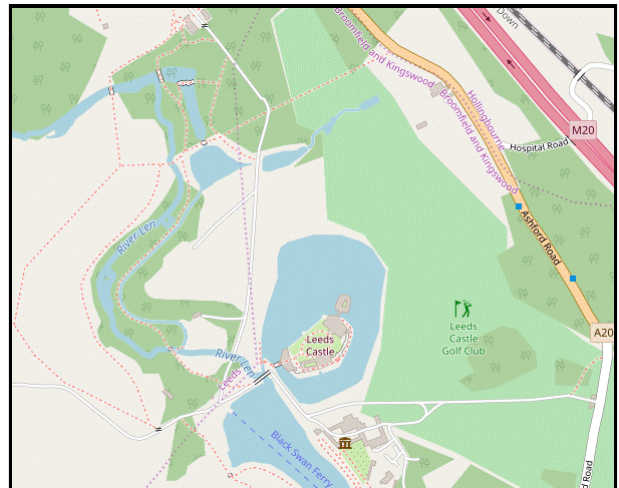 Down
Broomfield and Kingswood
Hollingbourne
Broomfield and Kingswood
M20
Hospital Road
River Len
Ashford Road
Leeds
Castle
Leeds
Castle
Golf Club
A20
River Len
Leeds
Black Swan Ferry
d Road